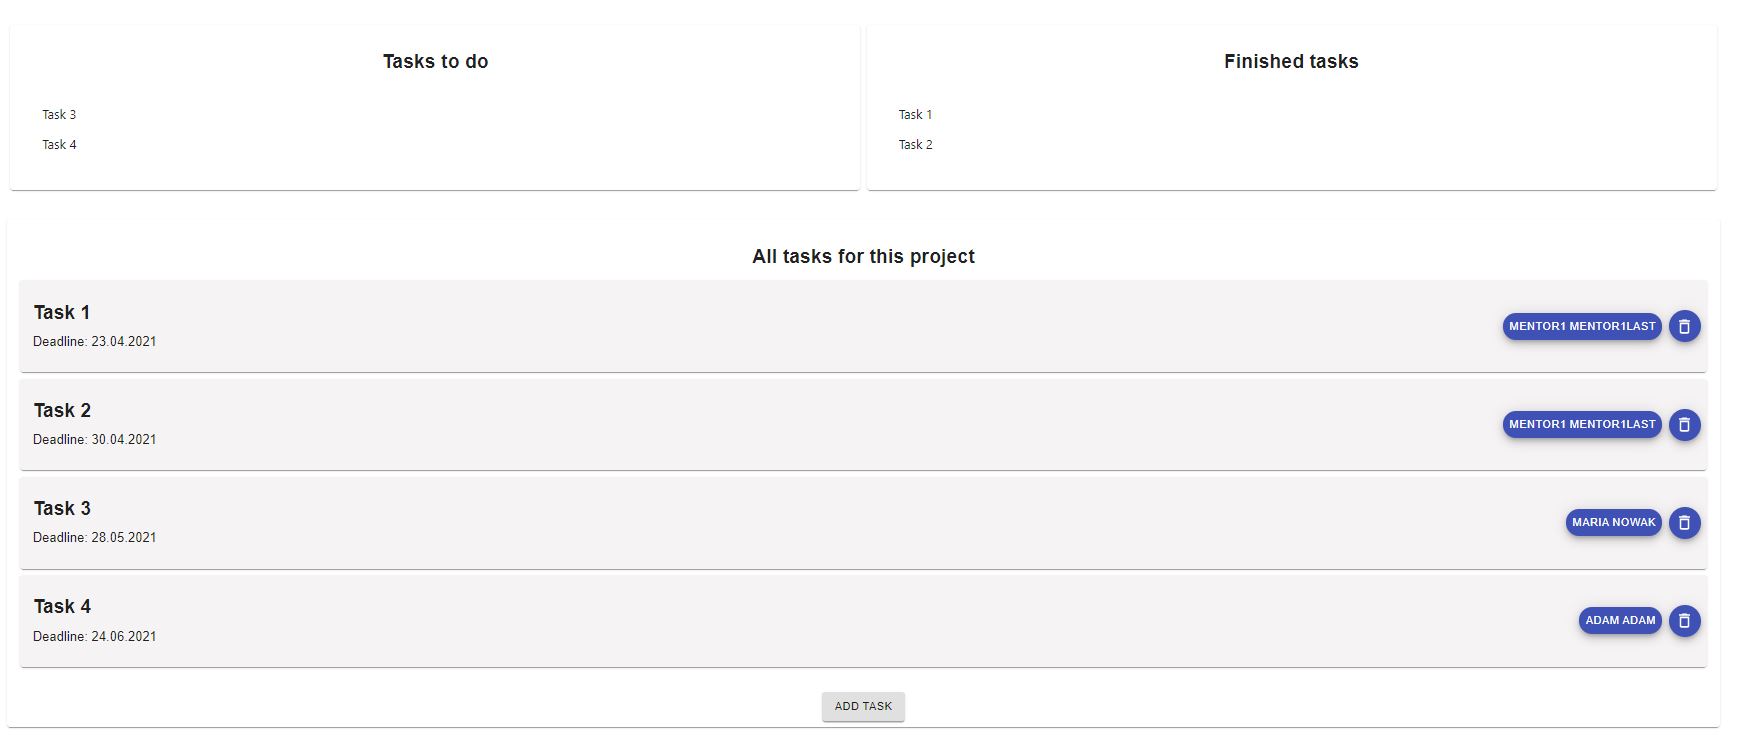 Tasks to do
Task 3
Task 4
Finished tasks
Task 1
Task 2
All tasks for this project
Task 1
Deadline: 23.04.2021
MENTOR1 MENTOR1LAST
Task 2
Deadline: 30.04.2021
MENTOR1 MENTOR1LAST
Task 3
Deadline: 28.05.2021
MARIA NOWAK
Task 4
Deadline: 24.06.2021
ADAM ADAM
ADD TASK